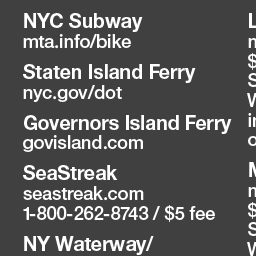 NYC Subway
mta.info/bike
Staten Island Ferry
nyc.gov/dot
Governors Island Ferry
govisland.com
SeaStreak
seastreak.com
1-800-262-8743 / $5 fee
NY Waterway/